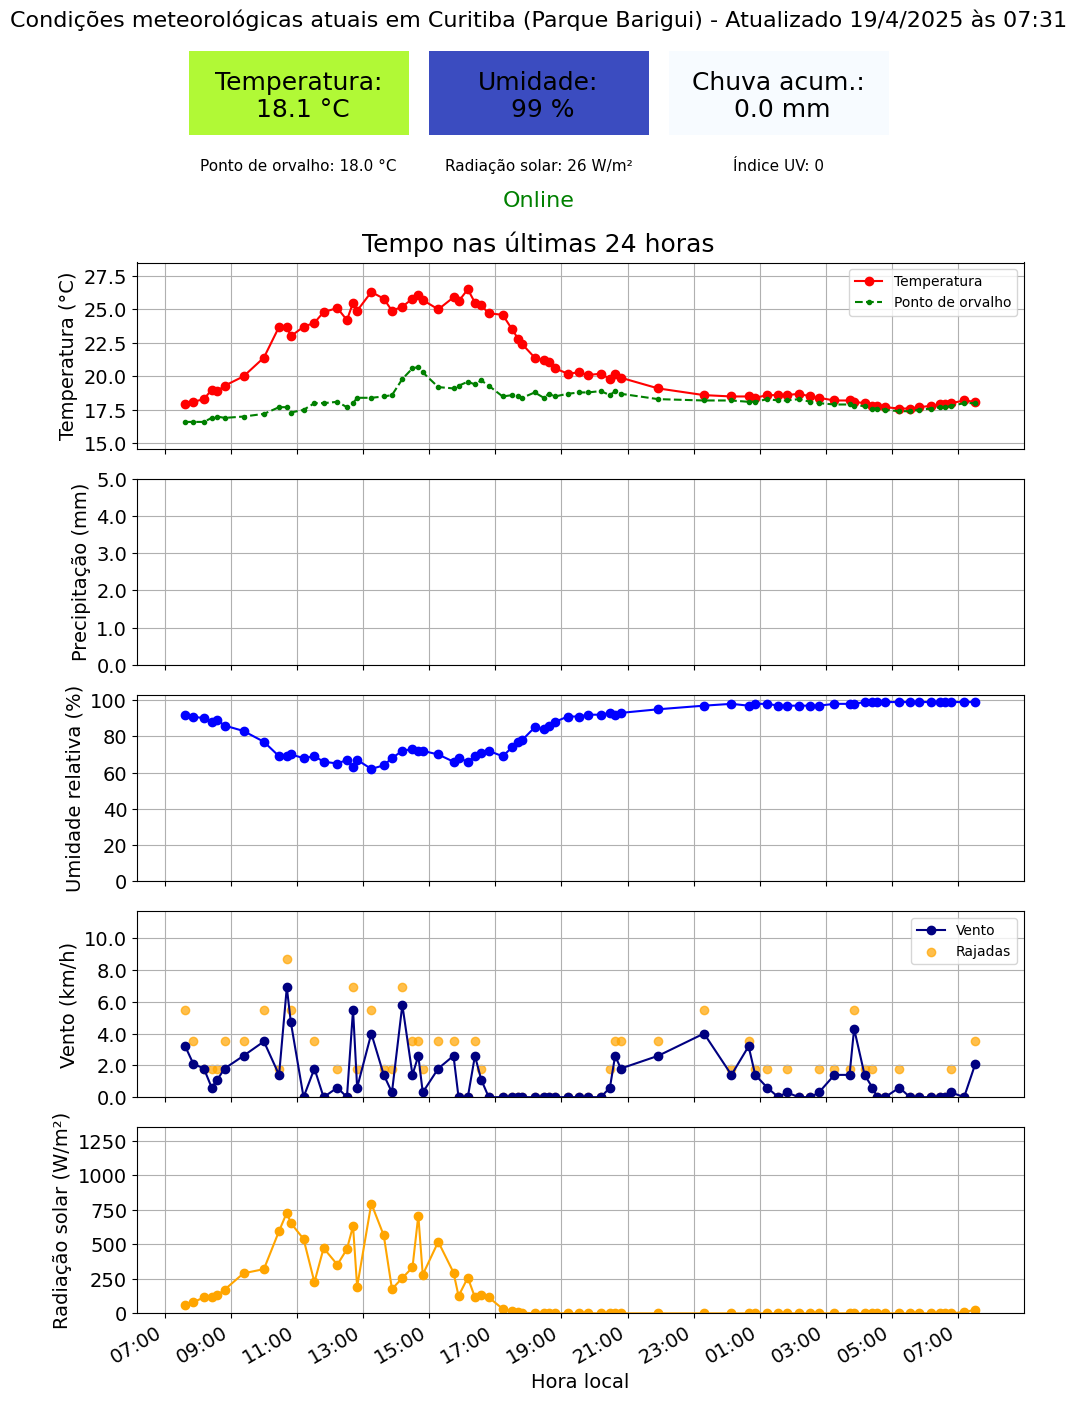 Condições meteorológicas atuais em Curitiba (Parque Barigui) - Atualizado 19/4/2025 às 07:31
Temperatura:
18.1 °C
Umidade:
99 %
Chuva acum.:
0.0 mm
Ponto de orvalho: 18.0 °C
Radiação solar: 26 W/m²
Índice UV: 0
Online
Tempo nas últimas 24 horas
Temperatura (°C)
27.5
25.0
22.5
20.0
17.5
15.0
Temperatura
Ponto de orvalho
Precipitação (mm)
5.0
4.0
3.0
2.0
1.0
0.0
Umidade relativa (%)
100
80
60
40
20
0
Vento (km/h)
10.0
8.0
6.0
4.0
2.0
0.0
Vento
Rajadas
Radiação solar (W/m²)
1250
1000
750
500
250
0
07:00
09:00
11:00
13:00
15:00
17:00
19:00
21:00
23:00
01:00
03:00
05:00
07:00
Hora local